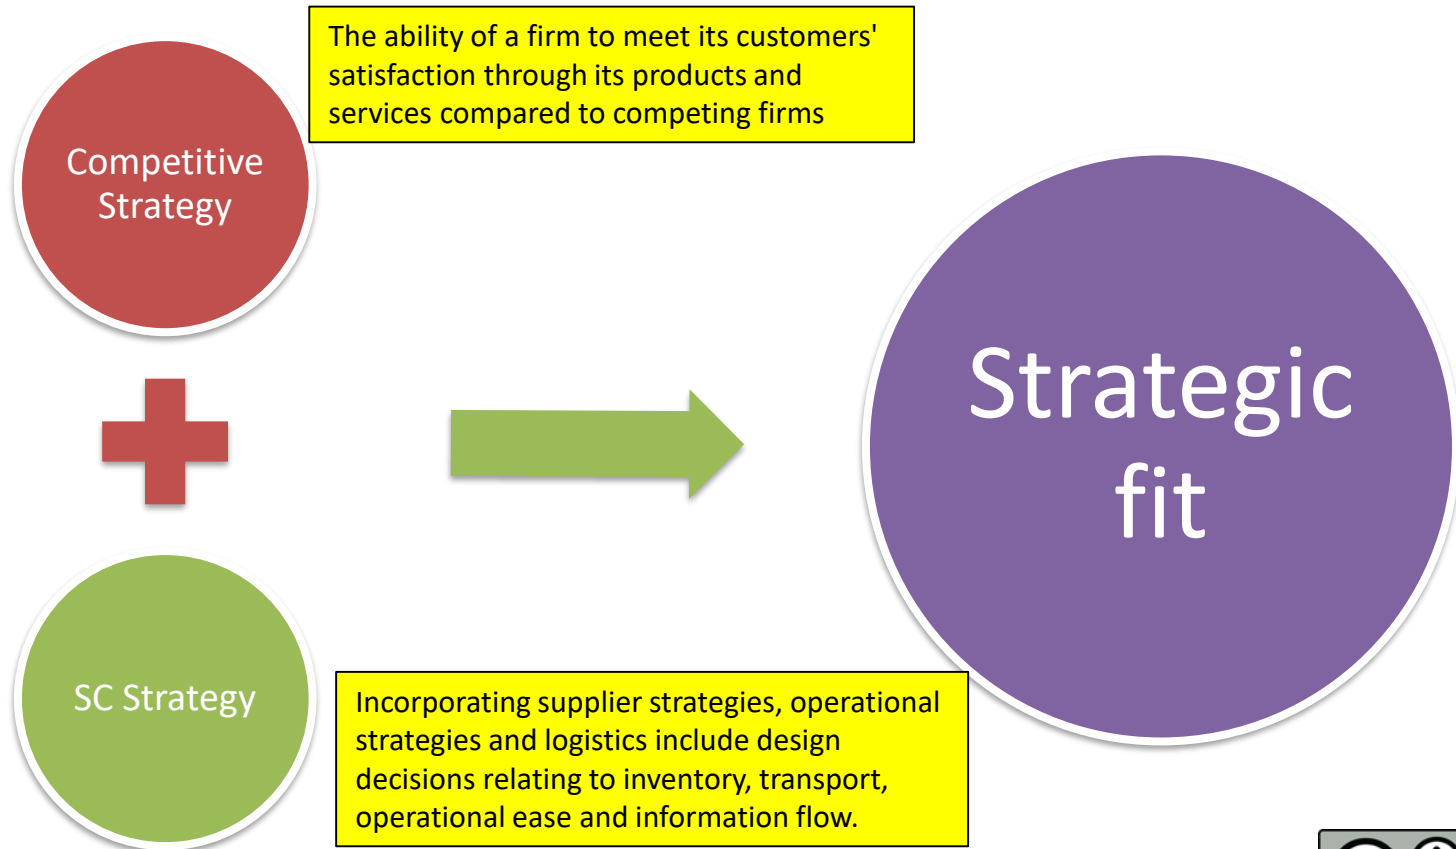 The ability of a firm to meet its customers'
satisfaction through its products and
services compared to competing firms
Competitive
Strategy
Strategic
fit
SC Strategy
Incorporating supplier strategies, operational
strategies and logistics include design
decisions relating to inventory, transport,
operational ease and information flow.